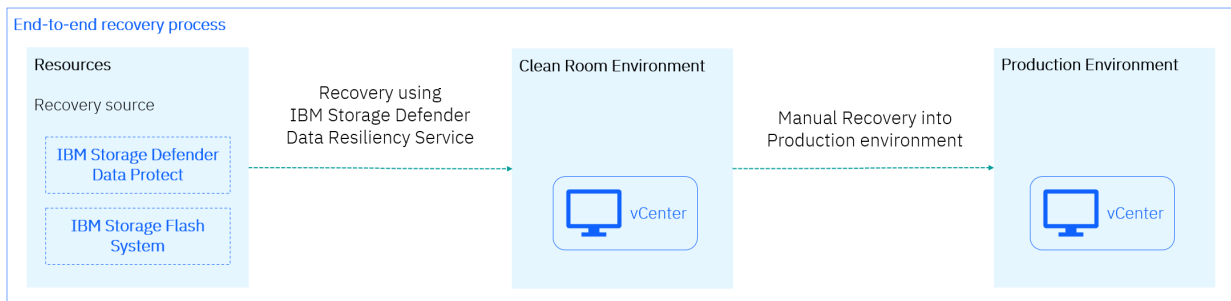 End-to-end recovery process
Resources
Recovery source
IBM Storage Defender
Data Protect
IBM Storage Flash
System
Recovery using
IBM Storage Defender
Data Resiliency Service
Clean Room Environment
vCenter
Manual Recovery into
Production environment
Production Environment
vCenter